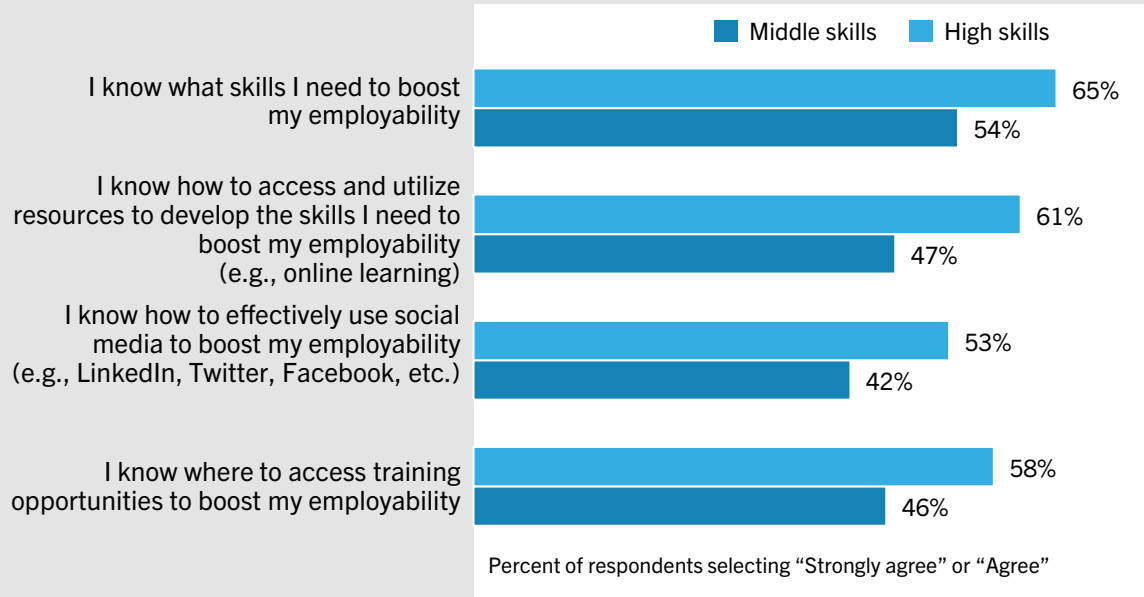 Middle skills
High skills
I know what skills I need to boost
my employability
65%
54%
I know how to access and utilize
resources to develop the skills I need to
boost my employability
(e.g., online learning)
61%
47%
I know how to effectively use social
media to boost my employability
(e.g., LinkedIn, Twitter, Facebook, etc.)
53%
42%
I know where to access training
opportunities to boost my employability
58%
46%
Percent of respondents selecting “Strongly agree” or “Agree”